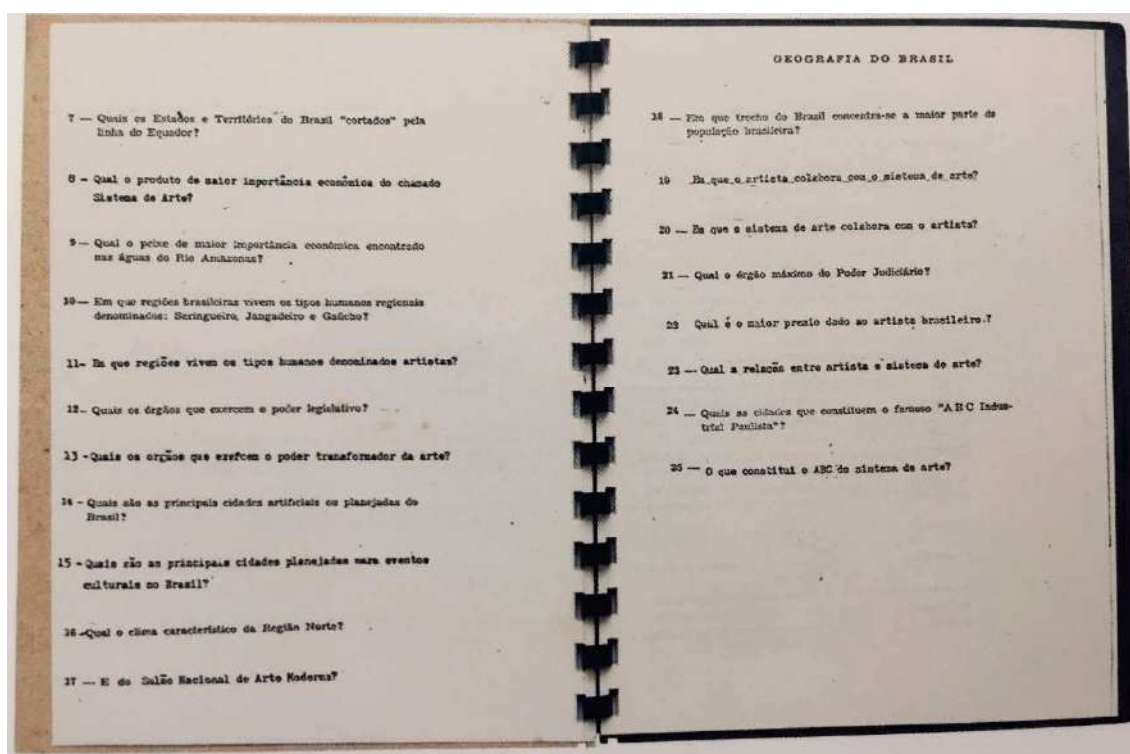 7 — Quais os Estados e Territórios do Brasil "cortados" pela
linha do Equador?
8 - Qual o produto de maior importância econômica do chamado
Sistema de Arte?
9 — Qual o peixe de maior importância econômica encontrado
nas águas do Rio Amazonas?
10 — Em que regiões brasileiras vivem os tipos humanos regionais
denominados: Seringueiro, Jangadeiro e Gaúcho?
11- Em que regiões vivem os tipos humanos denominados artistas?
12 - Quais os órgãos que exercem o poder legislativo?
13 - Quais os orgãos que exercem o poder transformador da arte?
14 - Quais são as principais cidades artificiais ou planejadas do
Brasil?
15 - Quais são as principais cidades planejadas para eventos
culturais no Brasil?
16 - Qual o clima característico da Região Norte?
17 — E do Salão Nacional de Arte Moderna?
GEOGRAFIA DO BRASIL
18 — Em que trecho do Brasil concentra-se a maior parte da
população brasileira?
19 Em que o artista colabora com o sistema de arte?
20 — Em que o sistema de arte colabora com o artista?
21 — Qual o órgão máximo do Poder Judiciário?
22 Qual é o maior premio dado ao artista brasileiro?
23 — Qual a relação entre artista e sistema de arte?
24 — Quais as cidades que constituem o famoso "A B C Indus-
trial Paulista"?
25 — O que constitui o ABC do sistema de arte?